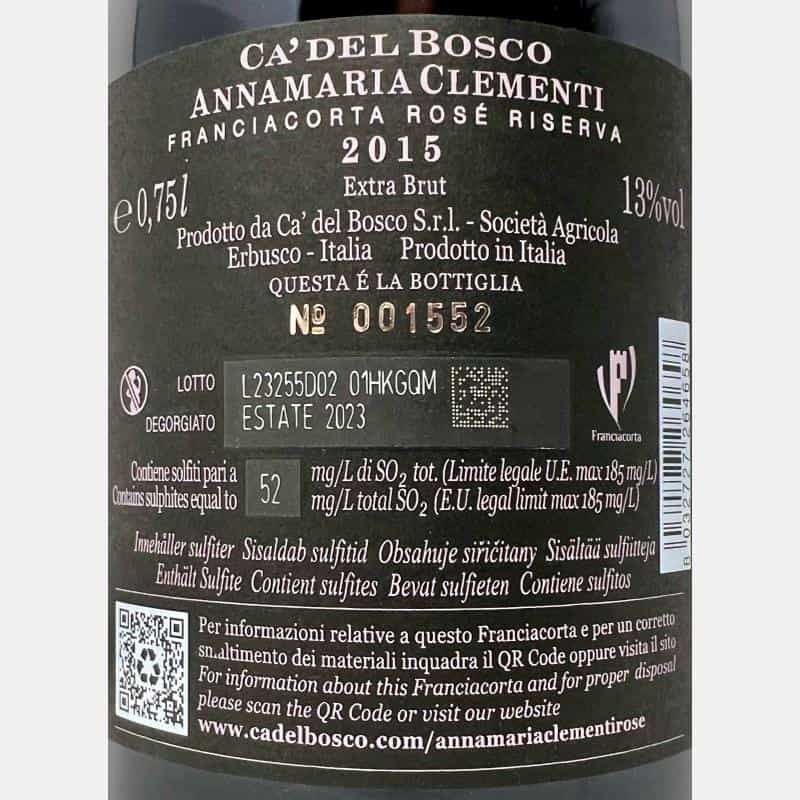 CA' DEL BOSCO
ANNAMARIA CLEMENTI
FRANCIACORTA ROSÉ RISERVA
2015
Extra Brut
e 0,75l
13%vol
Prodotto da Ca' del Bosco S.r.l. - Società Agricola
Erbusco - Italia Prodotto in Italia
QUESTA É LA BOTTIGLIA
Nº 001552
LOTTO L23255D02 01HKGQM
DEGORGIATO ESTATE 2023
Franciacorta
Contiene solfiti pari a 52 mg/L di SO₂ tot. (Limite legale U.E. max 185 mg/L)
Contains sulphites equal to mg/L total SO₂ (E.U. legal limit max 185 mg/L)
8 032727 264658
Innehåller sulfiter Sisaldab sulfitid Obsahuje siřičitany Sisältää sulfiitteja
Enthält Sulfite Contient sulfites Bevat sulfieten Contiene sulfitos
Per informazioni relative a questo Franciacorta e per un corretto
smaltimento dei materiali inquadra il QR Code oppure visita il sito
For information about this Franciacorta and for proper disposal
please scan the QR Code or visit our website
www.cadelbosco.com/annamariaclementirose